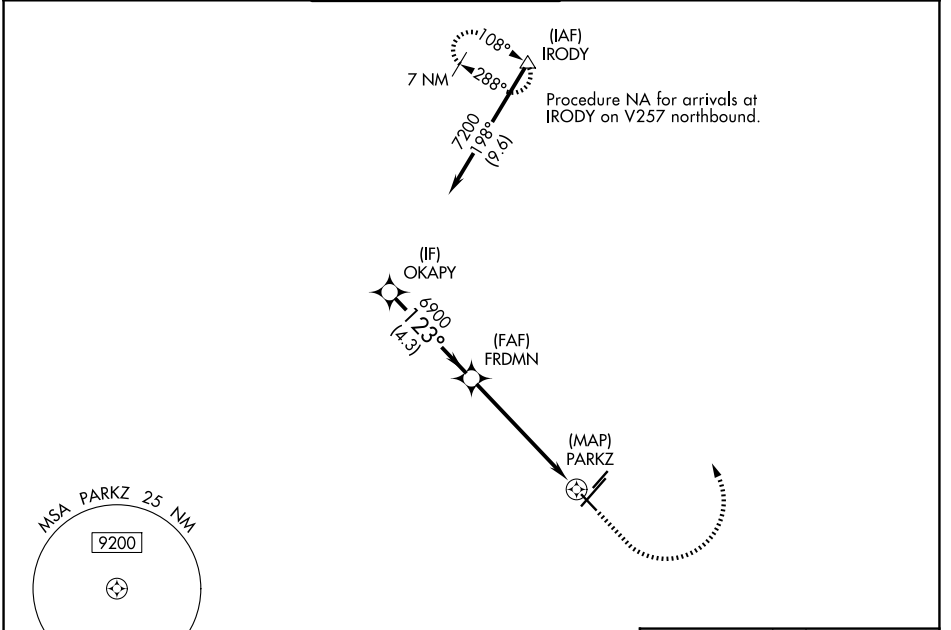 (IAF)
IRODY
108°
288°
7 NM
Procedure NA for arrivals at
IRODY on V257 northbound.
7200
198°
(9.6)
(IF)
OKAPY
6900
123°
(4.3)
(FAF)
FRDMN
(MAP)
PARKZ
MSA PARKZ 25 NM
9200